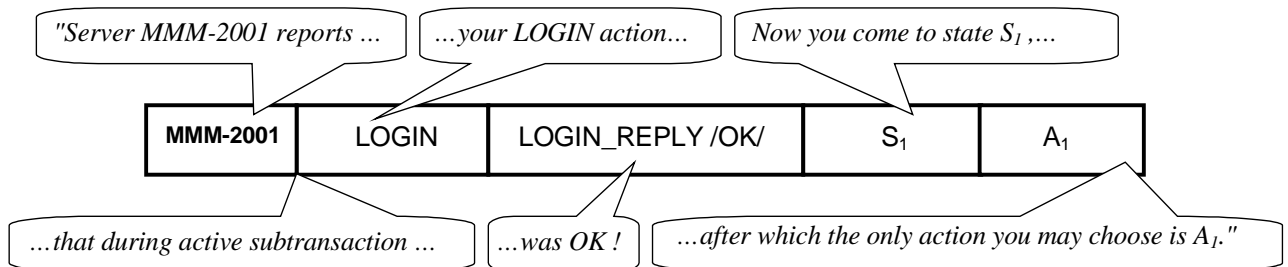 "Server MMM-2001 reports …
…your LOGIN action…
Now you come to state S₁ ,…
MMM-2001
LOGIN
LOGIN_REPLY /OK/
S₁
A₁
…that during active subtransaction …
…was OK !
…after which the only action you may choose is A₁."